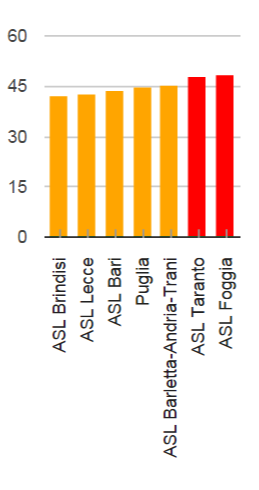 60
45
30
15
0
ASL Brindisi
ASL Lecce
ASL Bari
Puglia
ASL Barletta-Andria-Trani
ASL Taranto
ASL Foggia